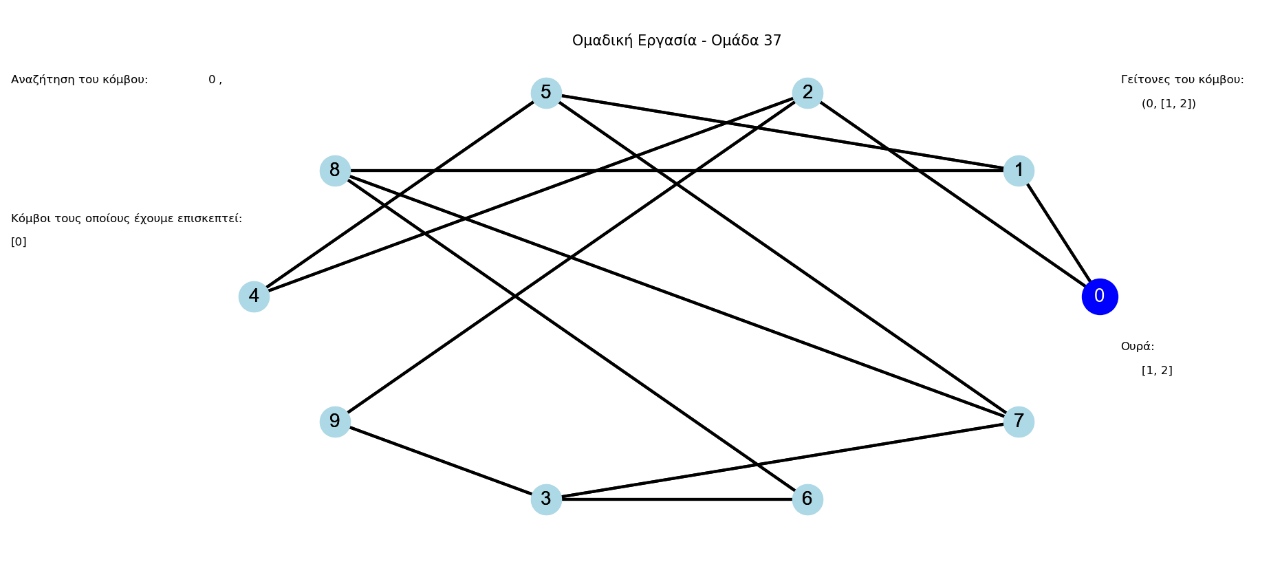 Ομαδική Εργασία - Ομάδα 37
Αναζήτηση του κόμβου: 0 ,
Γείτονες του κόμβου:
(0, [1, 2])
5
2
8
1
Κόμβοι τους οποίους έχουμε επισκεπτεί:
[0]
4
0
Ουρά:
[1, 2]
9
7
3
6